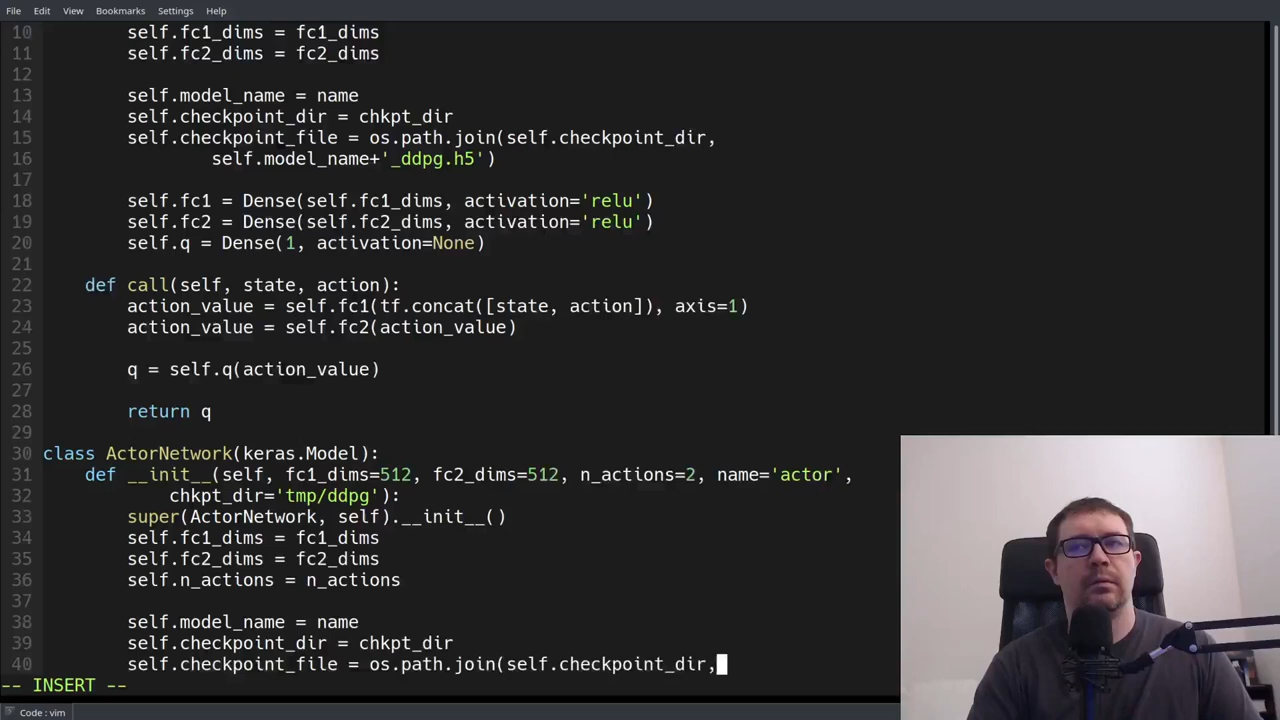 File Edit View Bookmarks Settings Help
10 self.fc1_dims = fc1_dims
11 self.fc2_dims = fc2_dims
12
13 self.model_name = name
14 self.checkpoint_dir = chkpt_dir
15 self.checkpoint_file = os.path.join(self.checkpoint_dir,
16 self.model_name+'_ddpg.h5')
17
18 self.fc1 = Dense(self.fc1_dims, activation='relu')
19 self.fc2 = Dense(self.fc2_dims, activation='relu')
20 self.q = Dense(1, activation=None)
21
22 def call(self, state, action):
23 action_value = self.fc1(tf.concat([state, action]), axis=1)
24 action_value = self.fc2(action_value)
25
26 q = self.q(action_value)
27
28 return q
29
30 class ActorNetwork(keras.Model):
31 def __init__(self, fc1_dims=512, fc2_dims=512, n_actions=2, name='actor',
32 chkpt_dir='tmp/ddpg'):
33 super(ActorNetwork, self).__init__()
34 self.fc1_dims = fc1_dims
35 self.fc2_dims = fc2_dims
36 self.n_actions = n_actions
37
38 self.model_name = name
39 self.checkpoint_dir = chkpt_dir
40 self.checkpoint_file = os.path.join(self.checkpoint_dir,
-- INSERT --
Code : vim